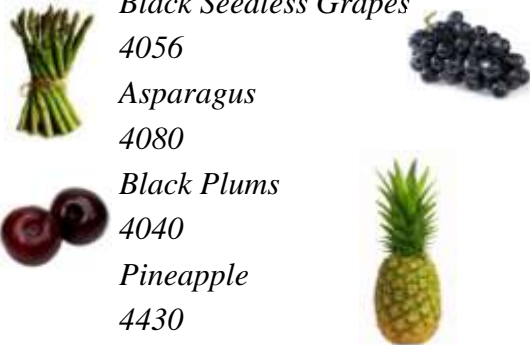 Black Seedless Grapes
4056
Asparagus
4080
Black Plums
4040
Pineapple
4430